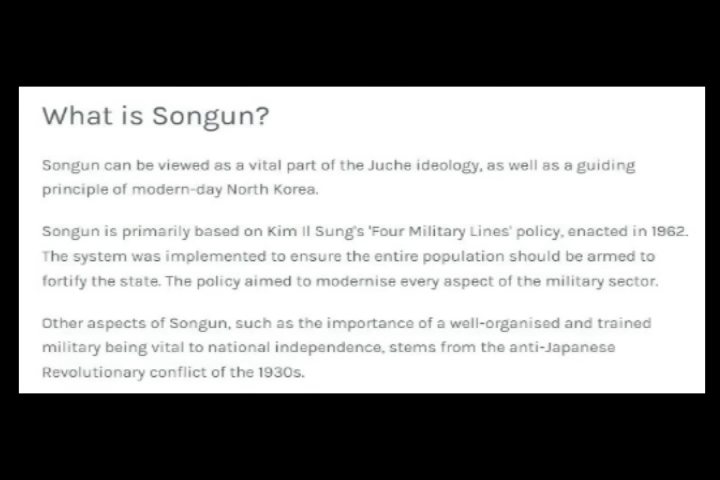 What is Songun?
Songun can be viewed as a vital part of the Juche ideology, as well as a guiding
principle of modern-day North Korea.
Songun is primarily based on Kim Il Sung's 'Four Military Lines' policy, enacted in 1962.
The system was implemented to ensure the entire population should be armed to
fortify the state. The policy aimed to modernise every aspect of the military sector.
Other aspects of Songun, such as the importance of a well-organised and trained
military being vital to national independence, stems from the anti-Japanese
Revolutionary conflict of the 1930s.